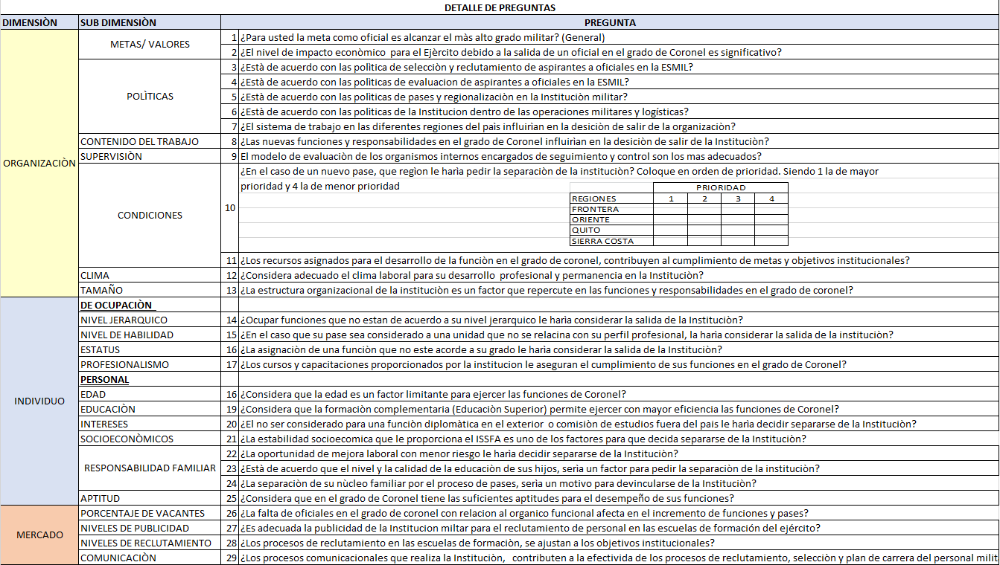 DETALLE DE PREGUNTAS
DIMENSIÒN SUB DIMENSIÒN PREGUNTA
ORGANIZACIÒN
METAS/ VALORES
1 ¿Para usted la meta como oficial es alcanzar el màs alto grado militar? (General)
2 ¿El nivel de impacto econòmico para el Ejèrcito debido a la salida de un oficial en el grado de Coronel es significativo?
POLÌTICAS
3 ¿Està de acuerdo con las polìtica de selecciòn y reclutamiento de aspirantes a oficiales en la ESMIL?
4 ¿Està de acuerdo con las polìticas de evaluacion de aspirantes a oficiales en la ESMIL?
5 ¿Està de acuerdo con las polìticas de pases y regionalizaciòn en la Instituciòn militar?
6 ¿Està de acuerdo con las polìticas de la Institucion dentro de las operaciones militares y logísticas?
7 ¿El sistema de trabajo en las diferentes regiones del paìs influirìan en la desiciòn de salir de la organizaciòn?
CONTENIDO DEL TRABAJO 8 ¿Las nuevas funciones y responsabilidades en el grado de Coronel influirìan en la desiciòn de salir de la Instituciòn?
SUPERVISIÒN 9 El modelo de evaluaciòn de los organismos internos encargados de seguimiento y control son los mas adecuados?
CONDICIONES
10 ¿En el caso de un nuevo pase, que regìon le harìa pedir la separaciòn de la instituciòn? Coloque en orden de prioridad. Siendo 1 la de mayor
prioridad y 4 la de menor prioridad
PRIORIDAD
REGIONES 1 2 3 4
FRONTERA
ORIENTE
QUITO
SIERRA COSTA
11 ¿Los recursos asignados para el desarrollo de la funciòn en el grado de coronel, contribuyen al cumplimiento de metas y objetivos institucionales?
CLIMA 12 ¿Considera adecuado el clima laboral para su desarrollo profesional y permanencia en la Instituciòn?
TAMAÑO 13 ¿La estructura organizacional de la instituciòn es un factor que repercute en las funciones y responsabilidades en el grado de coronel?
INDIVIDUO
DE OCUPACIÒN
NIVEL JERARQUICO 14 ¿Ocupar funciones que no estan de acuerdo a su nivel jerarquico le harìa considerar la salida de la Instituciòn?
NIVEL DE HABILIDAD 15 ¿En el caso que su pase sea considerado a una unidad que no se relacina con su perfil profesional, la harìa considerar la salida de la instituciòn?
ESTATUS 16 ¿La asignaciòn de una funciòn que no este acorde a su grado le harìa considerar la salida de la Instituciòn?
PROFESIONALISMO 17 ¿Los cursos y capacitaciones proporcionados por la institucion le aseguran el cumplimiento de sus funciones en el grado de Coronel?
PERSONAL
EDAD 16 ¿Considera que la edad es un factor limitante para ejercer las funciones de Coronel?
EDUCACIÒN 19 ¿Considera que la formaciòn complementaria (Educaciòn Superior) permite ejercer con mayor eficiencia las funciones de Coronel?
INTERESES 20 ¿El no ser considerado para una funciòn diplomàtica en el exterior o comisiòn de estudios fuera del pais le harìa decidir separarse de la Instituciòn?
SOCIOECONÒMICOS 21 ¿La estabilidad socioecomica que le proporciona el ISSFA es uno de los factores para que decida separarse de la Instituciòn?
RESPONSABILIDAD FAMILIAR
22 ¿La oportunidad de mejora laboral con menor riesgo le harìa decidir separarse de la Instituciòn?
23 ¿Està de acuerdo que el nivel y la calidad de la educaciòn de sus hijos, serìa un factor para pedir la separaciòn de la instituciòn?
24 ¿La separaciòn de su nùcleo familiar por el proceso de pases, serìa un motivo para devincularse de la Instituciòn?
APTITUD 25 ¿Considera que en el grado de Coronel tiene las suficientes aptitudes para el desempeño de sus funciones?
MERCADO
PORCENTAJE DE VACANTES 26 ¿La falta de oficiales en el grado de coronel con relacion al organico funcional afecta en el incremento de funciones y pases?
NIVELES DE PUBLICIDAD 27 ¿Es adecuada la publicidad de la Institucion miltar para el reclutamiento de personal en las escuelas de formación del ejército?
NIVELES DE RECLUTAMIENTO 28 ¿Los procesos de reclutamiento en las escuelas de formaciòn, se ajustan a los objetivos institucionales?
COMUNICACIÒN 29 ¿Los procesos comunicacionales que realiza la Instituciòn, contributen a la efectivida de los procesos de reclutamiento, selecciòn y plan de carrera del personal milit